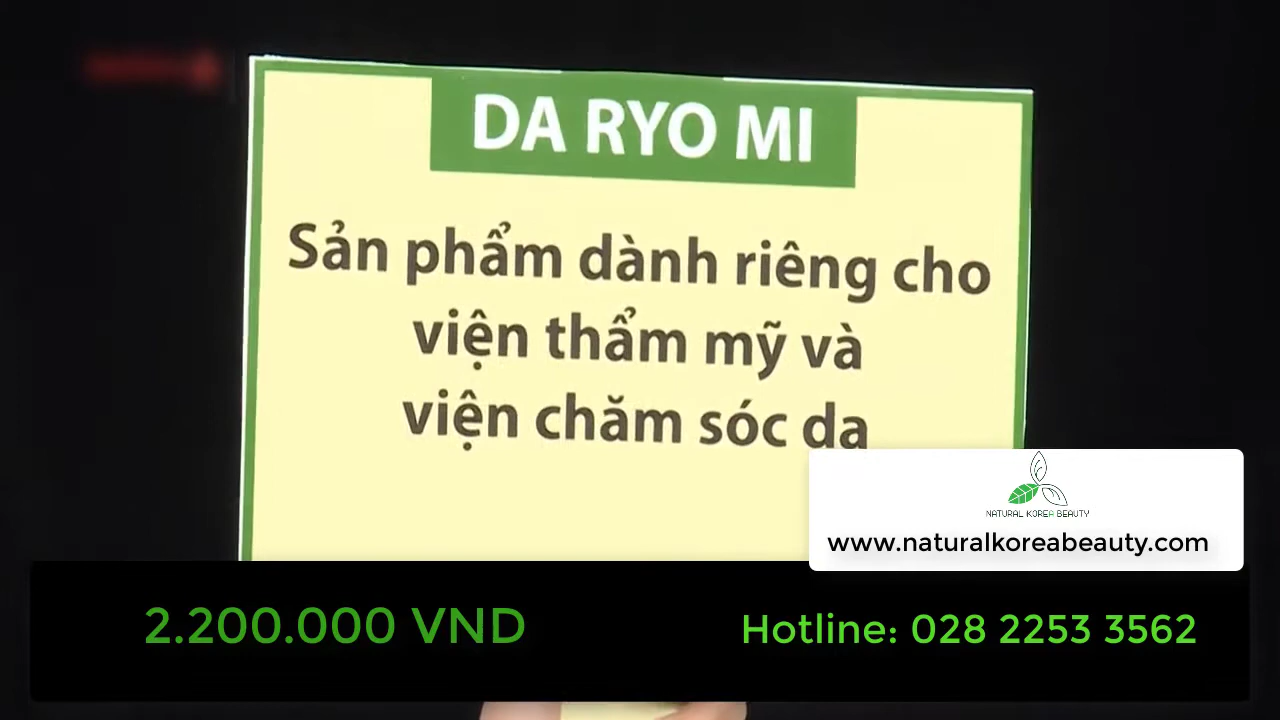 DA RYO MI
Sản phẩm dành riêng cho
viện thẩm mỹ và
viện chăm sóc da
NATURAL KOREA BEAUTY
www.naturalkoreabeauty.com
2.200.000 VND
Hotline: 028 2253 3562